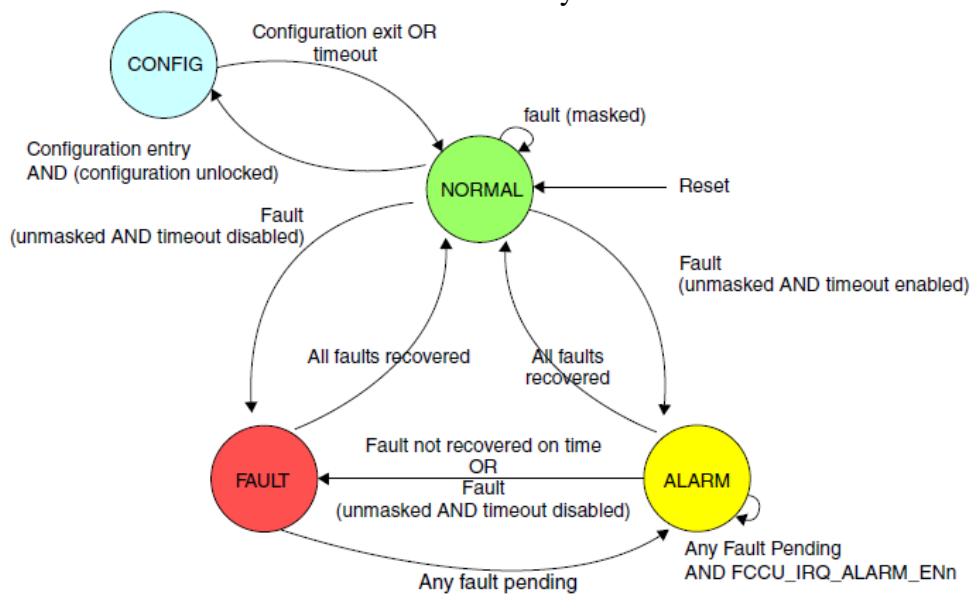 Configuration exit OR
timeout
CONFIG
fault (masked)
Configuration entry
AND (configuration unlocked)
NORMAL
Reset
Fault
(unmasked AND timeout disabled)
Fault
(unmasked AND timeout enabled)
All faults recovered
All faults
recovered
Fault not recovered on time
OR
Fault
(unmasked AND timeout disabled)
FAULT
ALARM
Any Fault Pending
AND FCCU_IRQ_ALARM_ENn
Any fault pending